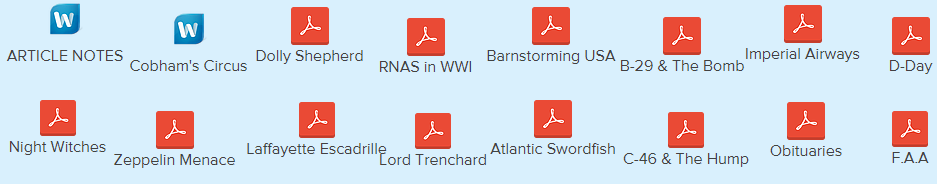 ARTICLE NOTES
Cobham's Circus
Dolly Shepherd
RNAS in WWI
Barnstorming USA
B-29 & The Bomb
Imperial Airways
D-Day
Night Witches
Zeppelin Menace
Laffayette Escadrille
Lord Trenchard
Atlantic Swordfish
C-46 & The Hump
Obituaries
F.A.A